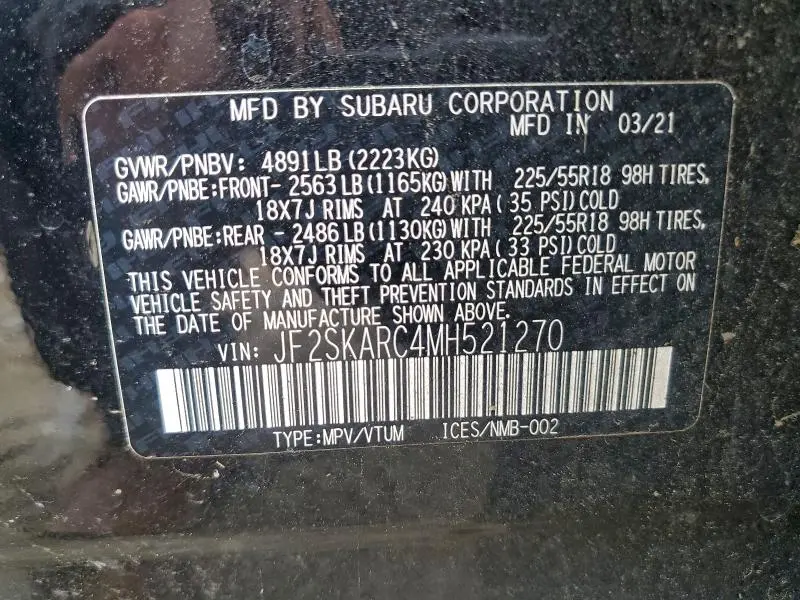 MFD BY SUBARU CORPORATION
MFD IN 03/21
GVWR/PNBV: 4891LB(2223KG)
GAWR/PNBE:FRONT- 2563LB(1165KG)WITH 225/55R18 98H TIRES,
18X7J RIMS AT 240 KPA( 35 PSI)COLD
GAWR/PNBE:REAR - 2486LB(1130KG)WITH 225/55R18 98H TIRES,
18X7J RIMS AT 230 KPA( 33 PSI)COLD
THIS VEHICLE CONFORMS TO ALL APPLICABLE FEDERAL MOTOR
VEHICLE SAFETY AND THEFT PREVENTION STANDARDS IN EFFECT ON
THE DATE OF MANUFACTURE SHOWN ABOVE.
VIN: JF2SKARC4MH521270
TYPE:MPV/VTUM ICES/NMB-002